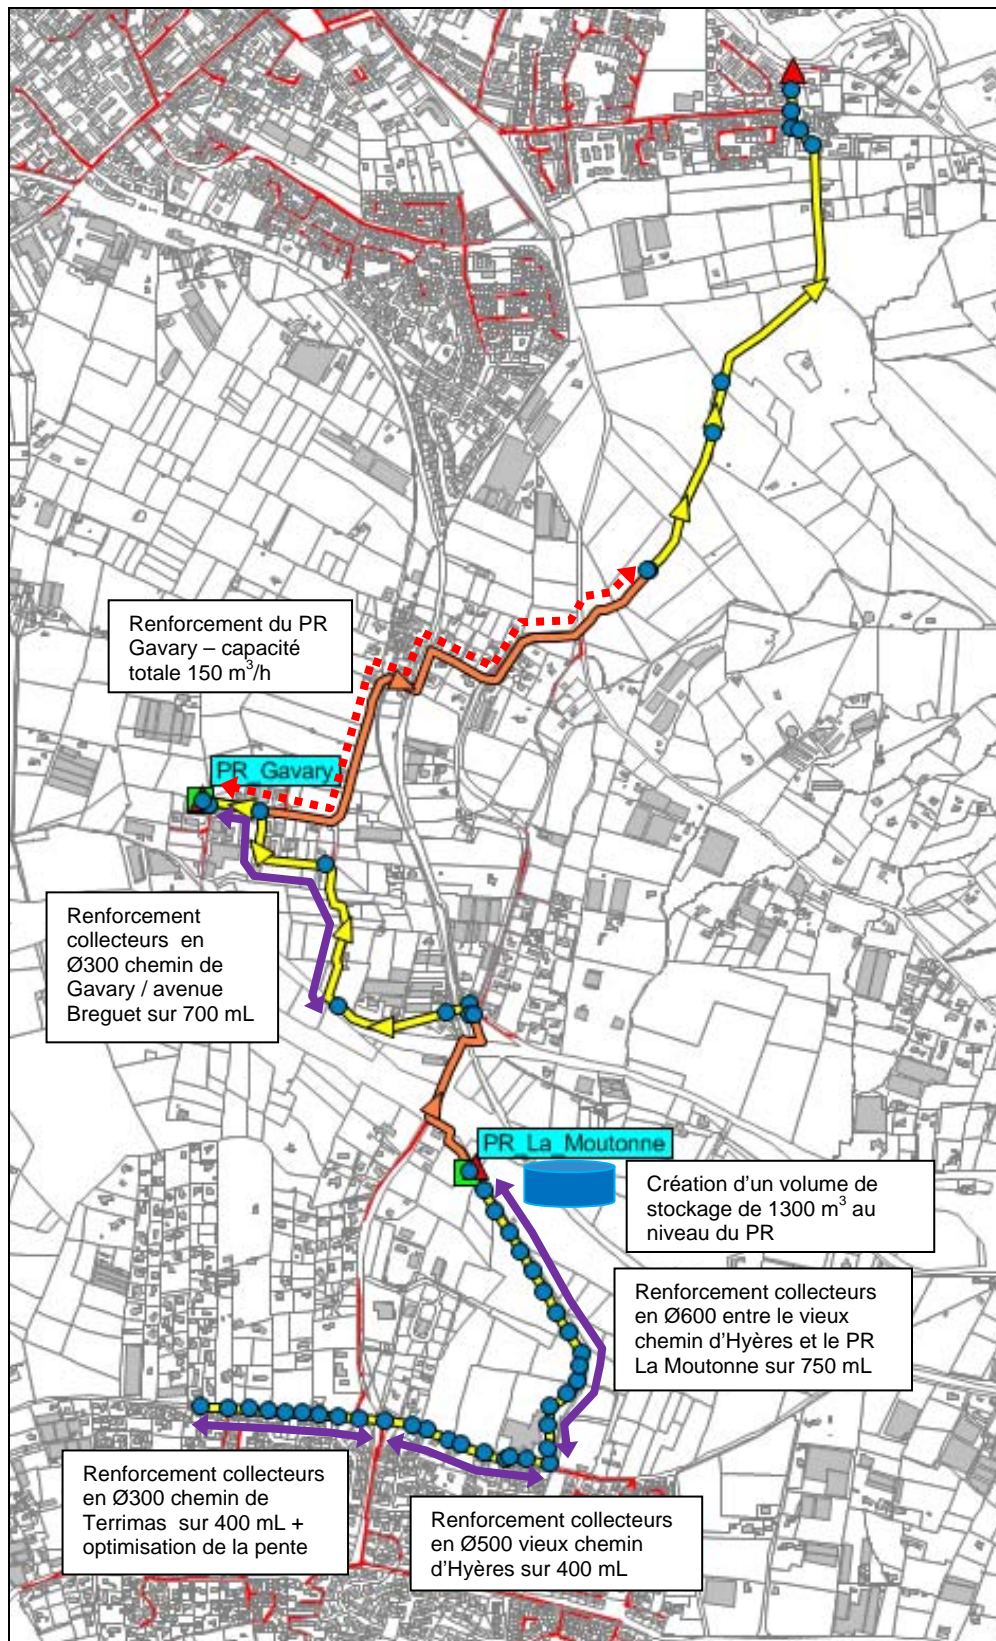 Renforcement du PR
Gavary – capacité
totale 150 m³/h
PR_Gavary
Renforcement
collecteurs en
Ø300 chemin de
Gavary / avenue
Breguet sur 700 mL
PR_La_Moutonne
Création d'un volume de
stockage de 1300 m³ au
niveau du PR
Renforcement collecteurs
en Ø600 entre le vieux
chemin d'Hyères et le PR
La Moutonne sur 750 mL
Renforcement collecteurs
en Ø300 chemin de
Terrimas sur 400 mL +
optimisation de la pente
Renforcement collecteurs
en Ø500 vieux chemin
d'Hyères sur 400 mL